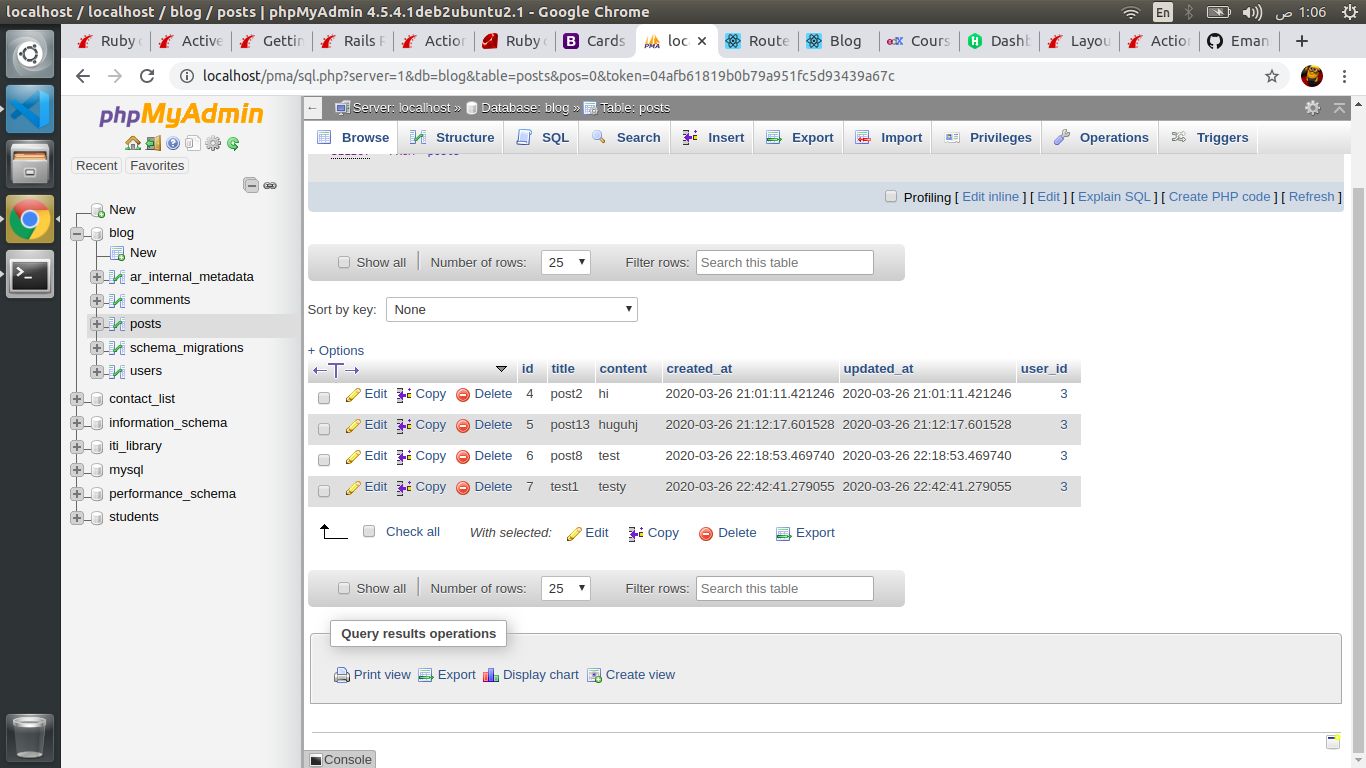 localhost / localhost / blog / posts | phpMyAdmin 4.5.4.1deb2ubuntu2.1 - Google Chrome
En
1:06 ص
Ruby
Active
Gettin
Rails
Action
Ruby
Cards
loc
Route
Blog
Cours
Dash
Layou
Action
Eman
localhost/pma/sql.php?server=1&db=blog&table=posts&pos=0&token=04afb61819b0b79a951fc5d93439a67c
phpMyAdmin
Recent Favorites
New
blog
New
ar_internal_metadata
comments
posts
schema_migrations
users
contact_list
information_schema
iti_library
mysql
performance_schema
students
Server: localhost » Database: blog » Table: posts
Browse Structure SQL Search Insert Export Import Privileges Operations Triggers
Profiling [ Edit inline ] [ Edit ] [ Explain SQL ] [ Create PHP code ] [ Refresh ]
Show all Number of rows: 25 Filter rows: Search this table
Sort by key: None
+ Options
id title content created_at updated_at user_id
Edit Copy Delete 4 post2 hi 2020-03-26 21:01:11.421246 2020-03-26 21:01:11.421246 3
Edit Copy Delete 5 post13 huguhj 2020-03-26 21:12:17.601528 2020-03-26 21:12:17.601528 3
Edit Copy Delete 6 post8 test 2020-03-26 22:18:53.469740 2020-03-26 22:18:53.469740 3
Edit Copy Delete 7 test1 testy 2020-03-26 22:42:41.279055 2020-03-26 22:42:41.279055 3
Check all With selected: Edit Copy Delete Export
Show all Number of rows: 25 Filter rows: Search this table
Query results operations
Print view Export Display chart Create view
Console